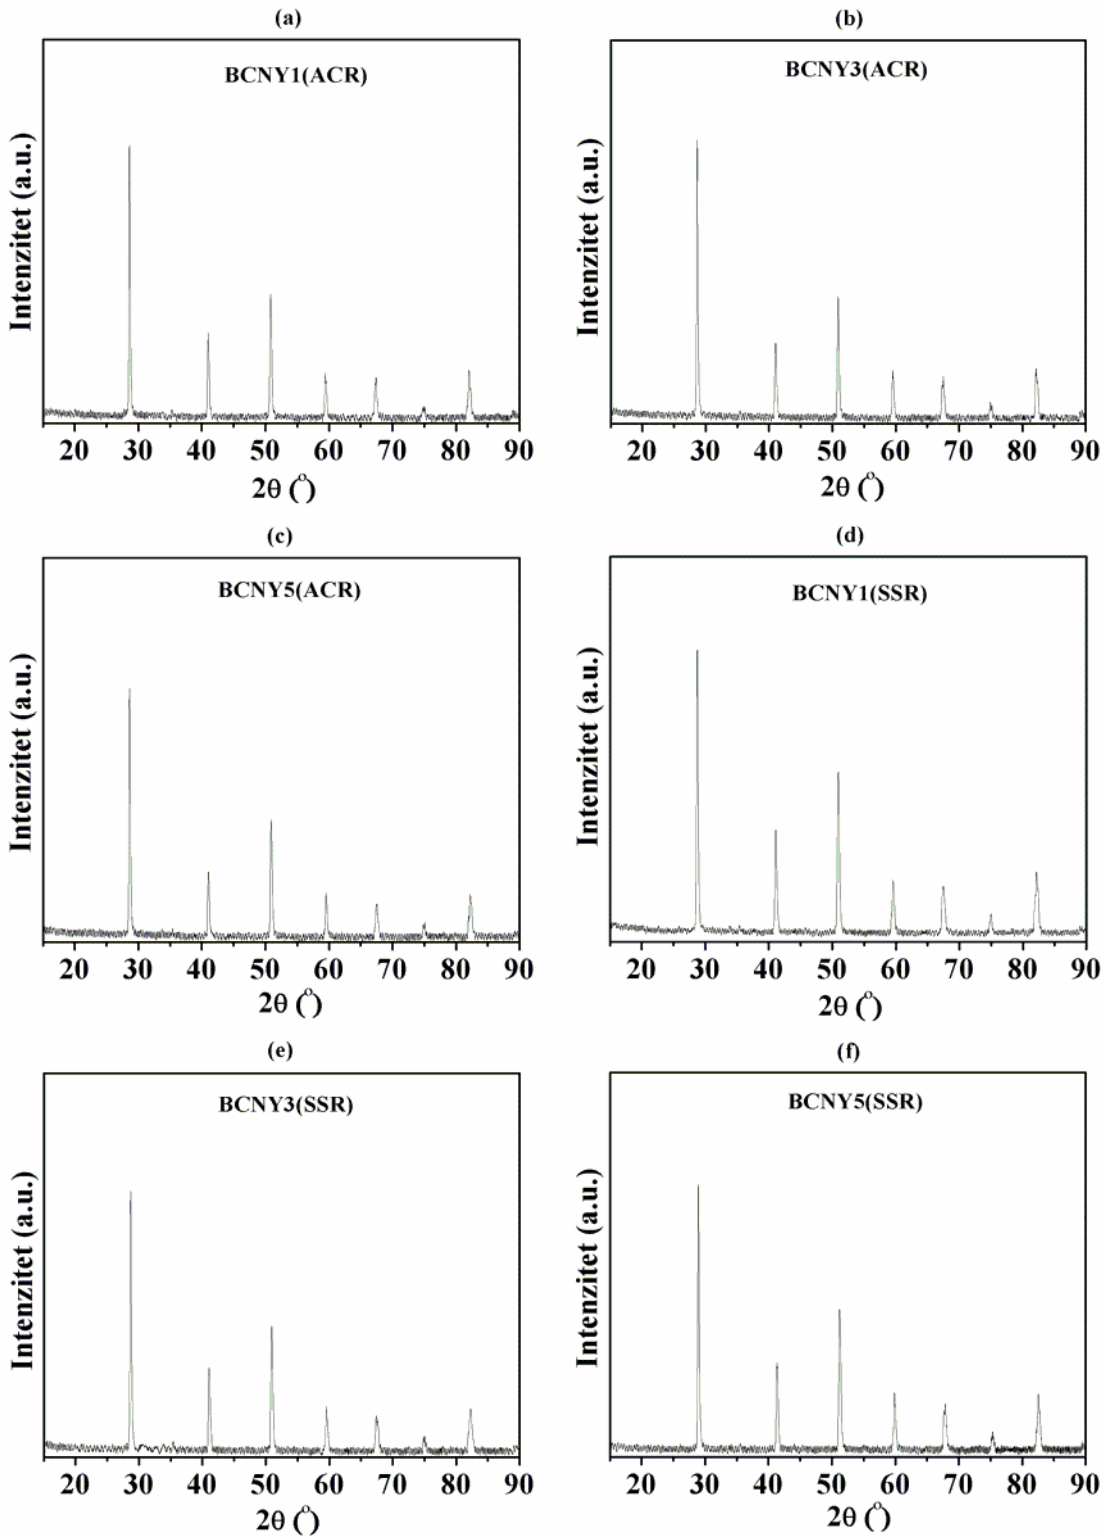 (a)
BCNY1(ACR)
Intenzitet (a.u.)
20 30 40 50 60 70 80 90
2θ (°)
(b)
BCNY3(ACR)
Intenzitet (a.u.)
20 30 40 50 60 70 80 90
2θ (°)
(c)
BCNY5(ACR)
Intenzitet (a.u.)
20 30 40 50 60 70 80 90
2θ (°)
(d)
BCNY1(SSR)
Intenzitet (a.u.)
20 30 40 50 60 70 80 90
2θ (°)
(e)
BCNY3(SSR)
Intenzitet (a.u.)
20 30 40 50 60 70 80 90
2θ (°)
(f)
BCNY5(SSR)
Intenzitet (a.u.)
20 30 40 50 60 70 80 90
2θ (°)